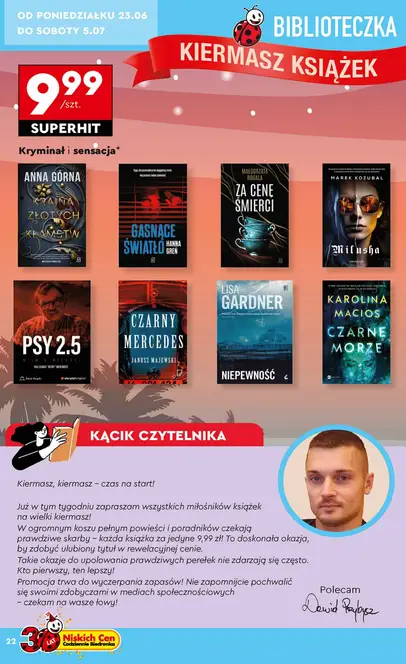 OD PONIEDZIAŁKU 23.06
DO SOBOTY 5.07
BIBLIOTECZKA
KIERMASZ KSIĄŻEK
9.99
/szt.
SUPERHIT
Kryminał i sensacja*
ANNA GÓRNA
KRAINA
ZŁOTYCH
KŁAMSTW
GASNĄCE
ŚWIATŁO
HANNA
GREŃ
MAŁGORZATA
ROGALA
ZA CENĘ
ŚMIERCI
MAREK KOZUBAL
Milusha
PSY 2.5
CZARNY
MERCEDES
JANUSZ MAJEWSKI
LISA
GARDNER
NIEPEWNOŚĆ
KAROLINA
MACIOS
CZARNE
MORZE
KĄCIK CZYTELNIKA
Kiermasz, kiermasz – czas na start!
Już w tym tygodniu zapraszam wszystkich miłośników książek
na wielki kiermasz!
W ogromnym koszu pełnym powieści i poradników czekają
prawdziwe skarby – każda książka za jedyne 9,99 zł! To doskonała okazja,
by zdobyć ulubiony tytuł w rewelacyjnej cenie.
Takie okazje do upolowania prawdziwych perełek nie zdarzają się często.
Kto pierwszy, ten lepszy!
Promocja trwa do wyczerpania zapasów! Nie zapomnijcie pochwalić
się swoimi zdobyczami w mediach społecznościowych
– czekam na wasze łowy!
Polecam
22
30
LAT
Niskich Cen
Codziennie Biedronka